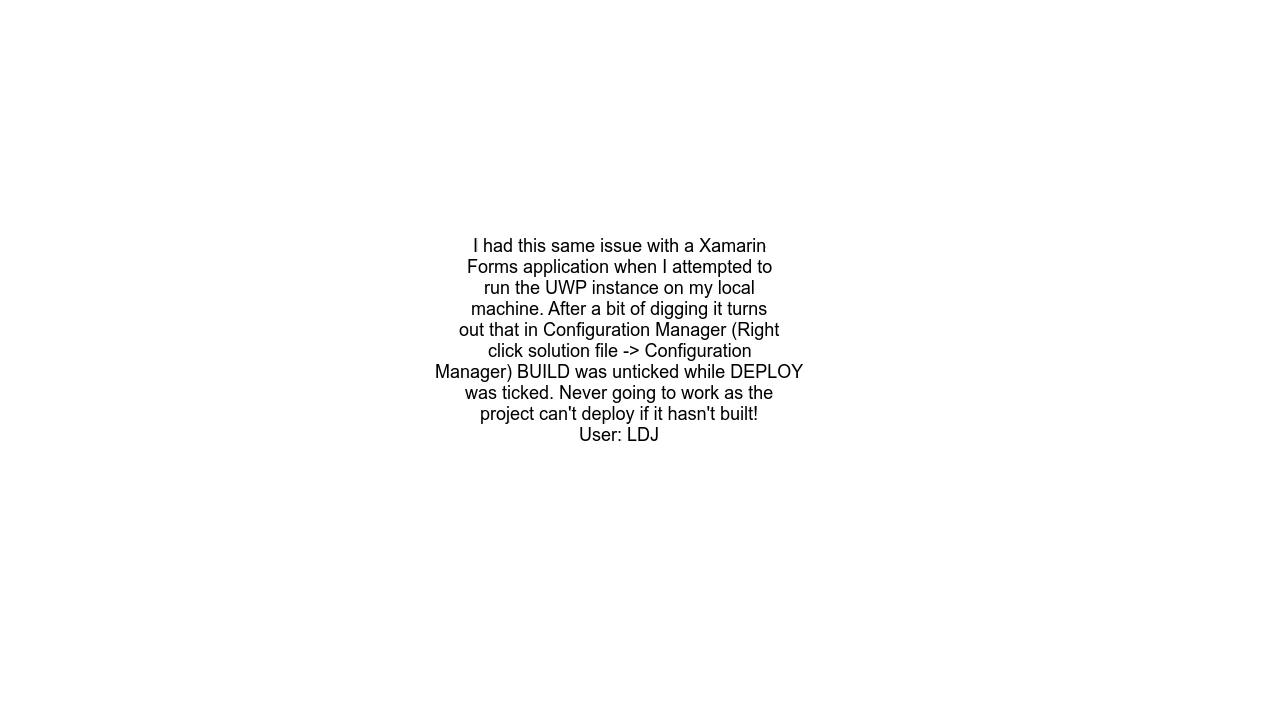 I had this same issue with a Xamarin
Forms application when I attempted to
run the UWP instance on my local
machine. After a bit of digging it turns
out that in Configuration Manager (Right
click solution file -> Configuration
Manager) BUILD was unticked while DEPLOY
was ticked. Never going to work as the
project can't deploy if it hasn't built!
User: LDJ